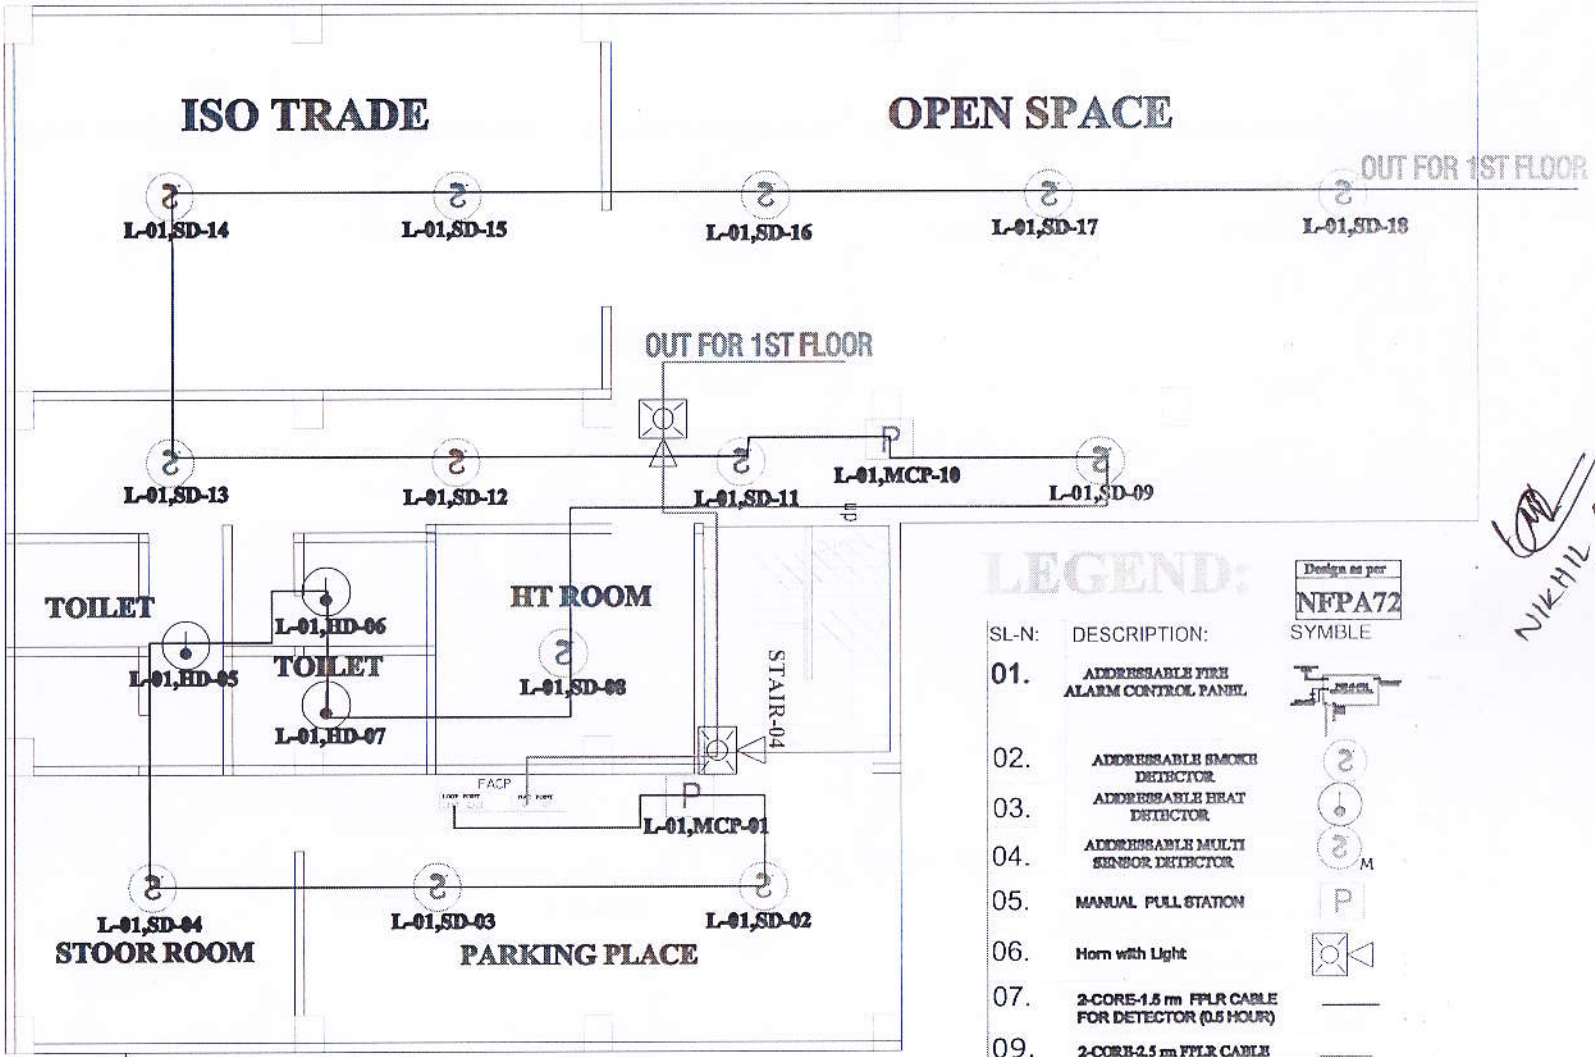 ISO TRADE
OPEN SPACE
OUT FOR 1ST FLOOR
L-01,SD-14
L-01,SD-15
L-01,SD-16
L-01,SD-17
L-01,SD-18
OUT FOR 1ST FLOOR
P
L-01,SD-13
L-01,SD-12
L-01,SD-11
L-01,MCP-10
L-01,SD-09
dn
TOILET
L-01,HD-06
HT ROOM
L-01,HD-05
TOILET
L-01,SD-08
STAIR-04
L-01,HD-07
FACP
P
L-01,MCP-01
L-01,SD-04
L-01,SD-03
L-01,SD-02
STOOR ROOM
PARKING PLACE
NIKHIL
LEGEND:
Design as per
NFPA72
SL-N: DESCRIPTION: SYMBLE
01. ADDRESSABLE FIRE
ALARM CONTROL PANEL
02. ADDRESSABLE SMOKE
DETECTOR
03. ADDRESSABLE HEAT
DETECTOR
04. ADDRESSABLE MULTI
SENSOR DETECTOR
M
05. MANUAL PULL STATION P
06. Horn with Light
07. 2-CORE-1.5 rm FPLR CABLE
FOR DETECTOR (0.5 HOUR)
09. 2-CORE-2.5 rm FPLR CABLE